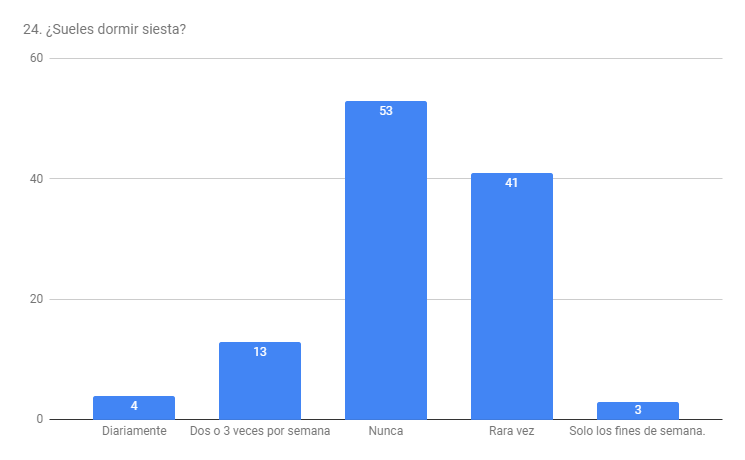 24. ¿Sueles dormir siesta?
60
40
20
0
53
41
13
4
3
Diariamente
Dos o 3 veces por semana
Nunca
Rara vez
Solo los fines de semana.